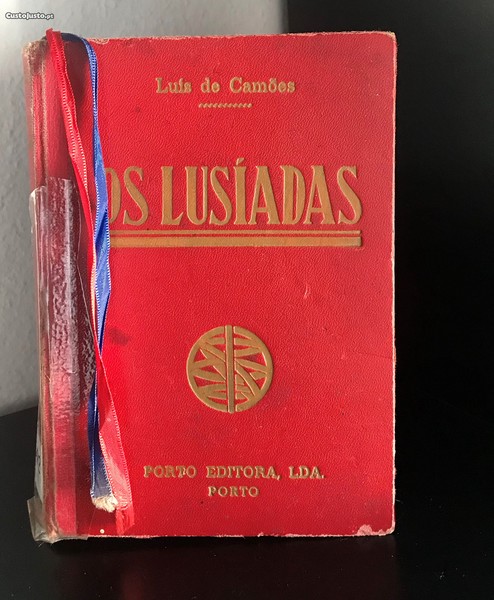 CustoJusto.pt
Luís de Camões
OS LUSÍADAS
PORTO EDITORA, LDA.
PORTO